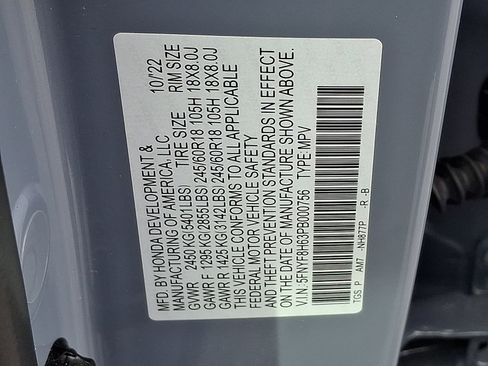 MFD. BY HONDA DEVELOPMENT & 10/22
MANUFACTURING OF AMERICA, LLC
TIRE SIZE RIM SIZE
GVWR 2450 KG(5401 LBS)
GAWR F 1295 KG(2855 LBS) 245/60R18 105H 18X8.0J
GAWR R 1425 KG(3142 LBS) 245/60R18 105H 18X8.0J
THIS VEHICLE CONFORMS TO ALL APPLICABLE
FEDERAL MOTOR VEHICLE SAFETY
AND THEFT PREVENTION STANDARDS IN EFFECT
ON THE DATE OF MANUFACTURE SHOWN ABOVE.
V.I.N.: 5FNYF8H63PB000756 TYPE: MPV
TGS P AM7 -NH877P -R -B